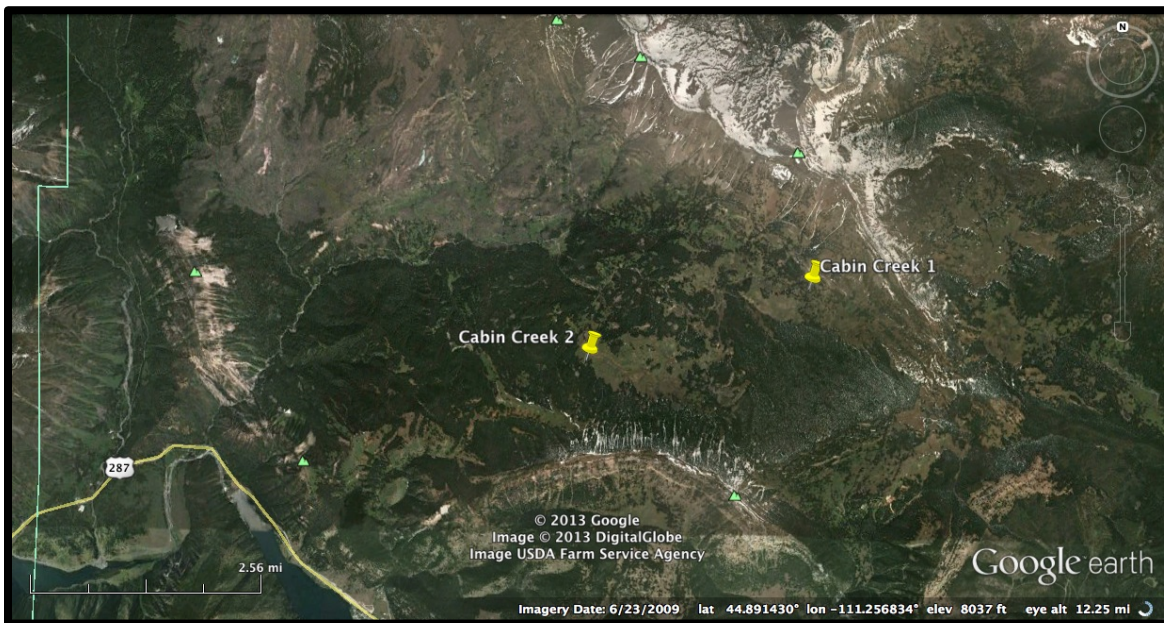 N
Cabin Creek 1
Cabin Creek 2
287
© 2013 Google
Image © 2013 DigitalGlobe
Image USDA Farm Service Agency
2.56 mi
Google earth
Imagery Date: 6/23/2009 lat 44.891430° lon -111.256834° elev 8037 ft eye alt 12.25 mi